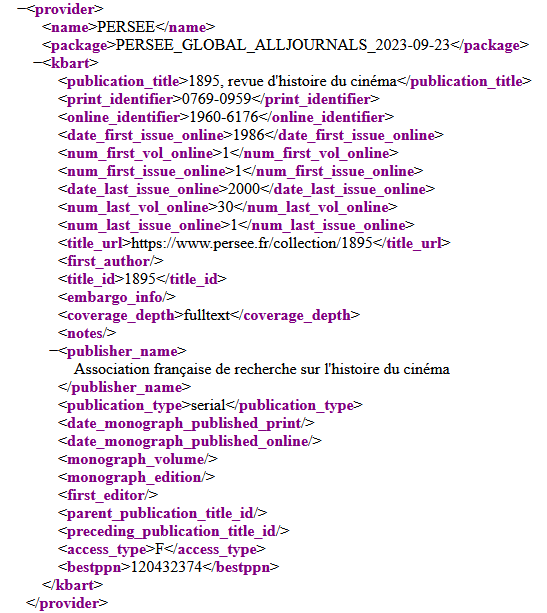 −<provider>
<name>PERSEE</name>
<package>PERSEE_GLOBAL_ALLJOURNALS_2023-09-23</package>
−<kbart>
<publication_title>1895, revue d'histoire du cinéma</publication_title>
<print_identifier>0769-0959</print_identifier>
<online_identifier>1960-6176</online_identifier>
<date_first_issue_online>1986</date_first_issue_online>
<num_first_vol_online>1</num_first_vol_online>
<num_first_issue_online>1</num_first_issue_online>
<date_last_issue_online>2000</date_last_issue_online>
<num_last_vol_online>30</num_last_vol_online>
<num_last_issue_online>1</num_last_issue_online>
<title_url>https://www.persee.fr/collection/1895</title_url>
<first_author/>
<title_id>1895</title_id>
<embargo_info/>
<coverage_depth>fulltext</coverage_depth>
<notes/>
−<publisher_name>
Association française de recherche sur l'histoire du cinéma
</publisher_name>
<publication_type>serial</publication_type>
<date_monograph_published_print/>
<date_monograph_published_online/>
<monograph_volume/>
<monograph_edition/>
<first_editor/>
<parent_publication_title_id/>
<preceding_publication_title_id/>
<access_type>F</access_type>
<bestppn>120432374</bestppn>
</kbart>
</provider>